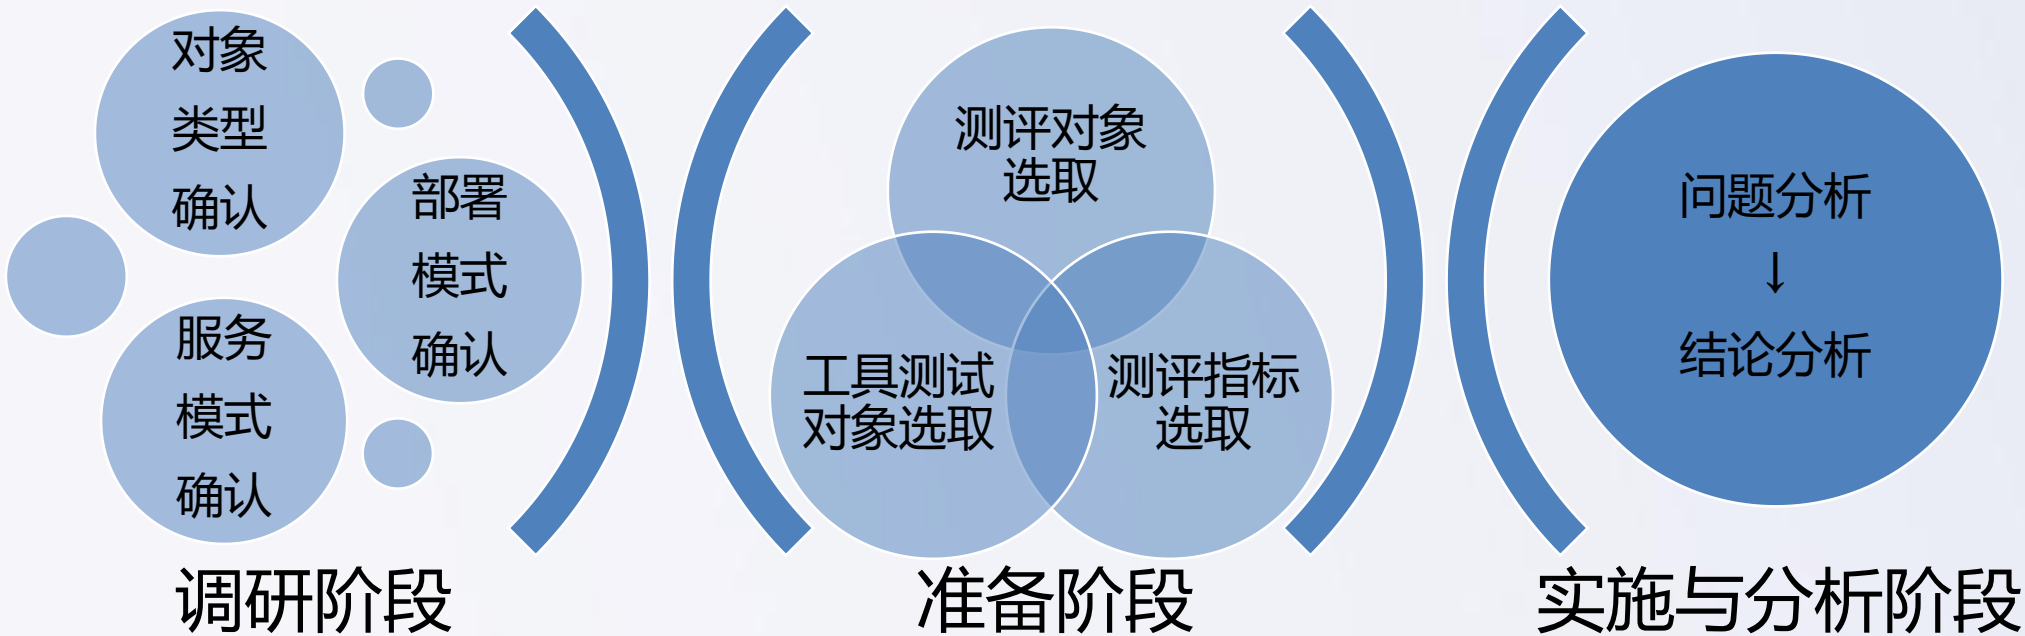 对象
类型
确认
部署
模式
确认
服务
模式
确认
调研阶段
测评对象
选取
工具测试
对象选取
测评指标
选取
准备阶段
问题分析
↓
结论分析
实施与分析阶段